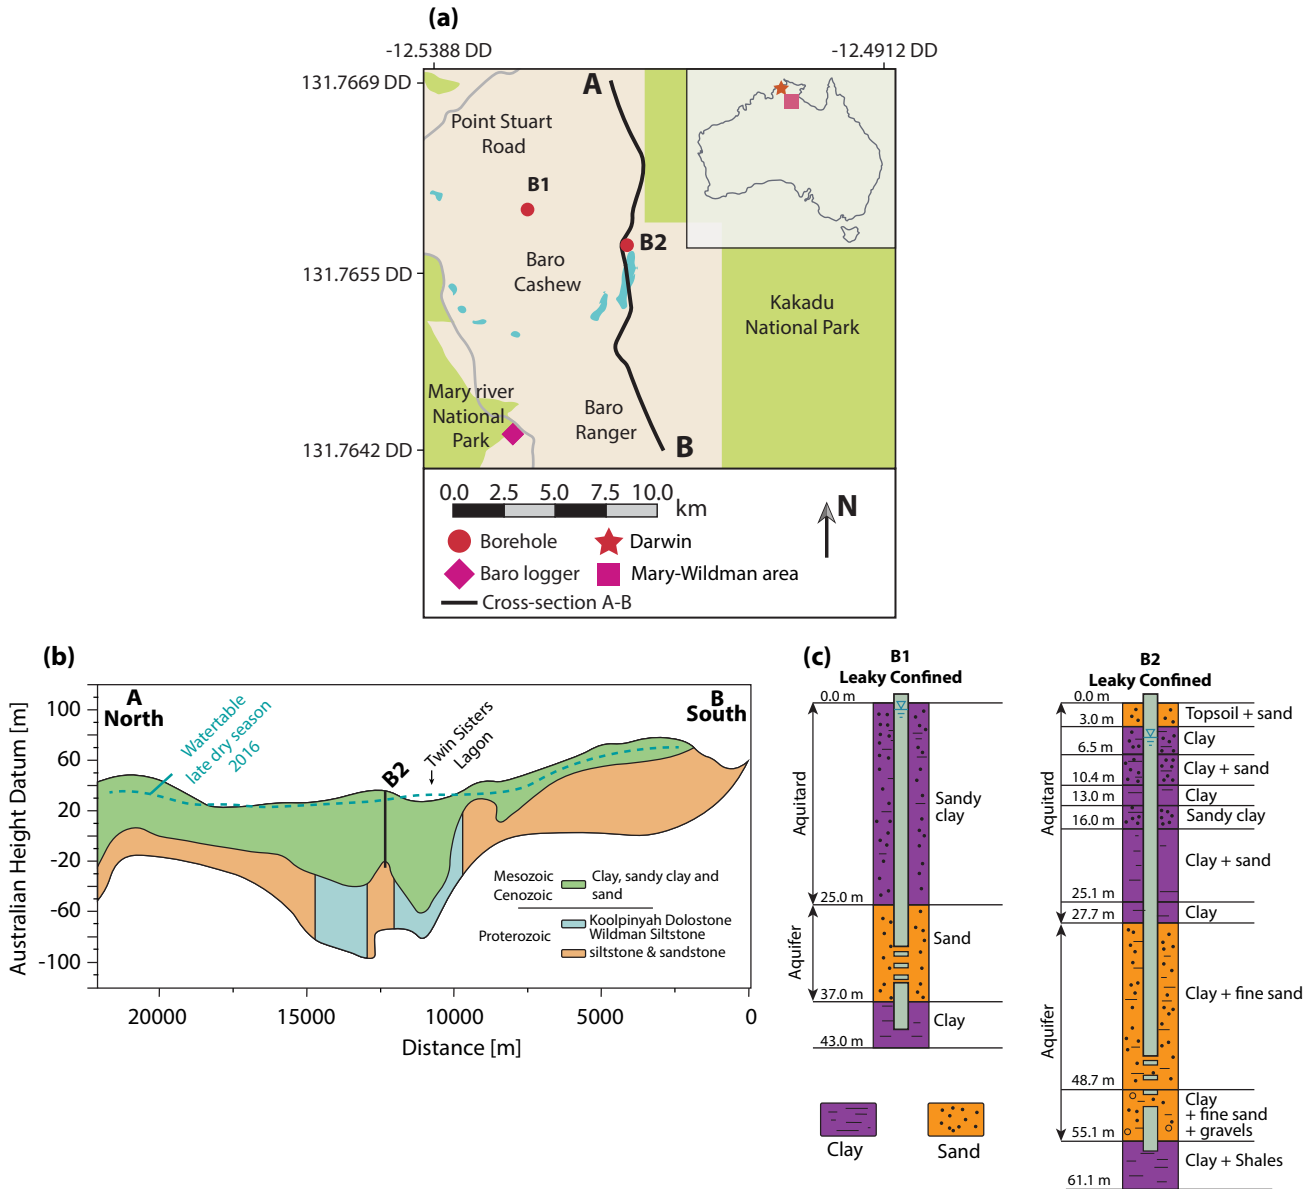 (a)
-12.5388 DD
-12.4912 DD
131.7669 DD
131.7655 DD
131.7642 DD
A
Point Stuart
Road
B1
B2
Baro
Cashew
Kakadu
National Park
Mary river
National
Park
Baro
Ranger
B
0.0 2.5 5.0 7.5 10.0
km
N
Borehole
Darwin
Baro logger
Mary-Wildman area
Cross-section A-B
(b)
Australian Height Datum [m]
100
60
20
-20
-60
-100
A
North
Watertable
late dry season
2016
B2
Twin Sisters
Lagon
B
South
Mesozoic
Cenozoic
Clay, sandy clay and
sand
Proterozoic
Koolpinyah Dolostone
Wildman Siltstone
siltstone & sandstone
20000
15000
10000
5000
0
Distance [m]
(c)
B1
Leaky Confined
0.0 m
Aquitard
Sandy
clay
25.0 m
Aquifer
Sand
37.0 m
Clay
43.0 m
Clay
Sand
B2
Leaky Confined
0.0 m
Topsoil + sand
3.0 m
Clay
6.5 m
Clay + sand
10.4 m
Clay
13.0 m
Sandy clay
16.0 m
Aquitard
Clay + sand
25.1 m
Clay
27.7 m
Clay + fine sand
Aquifer
48.7 m
Clay
+ fine sand
+ gravels
55.1 m
Clay + Shales
61.1 m